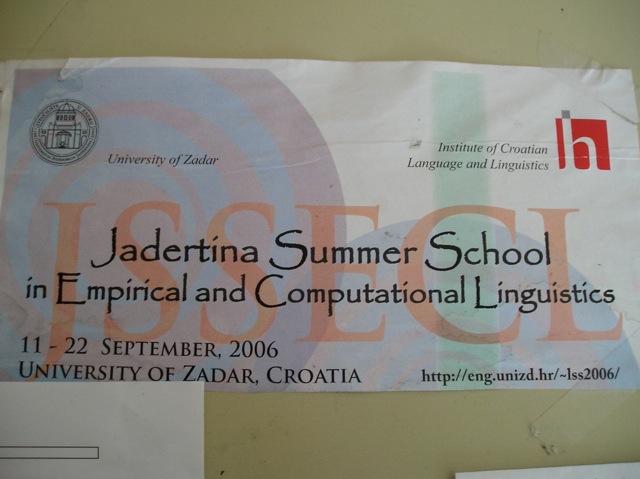 University of Zadar
Institute of Croatian
Language and Linguistics
h
JSSECL
Jadertina Summer School
in Empirical and Computational Linguistics
11 - 22 September, 2006
University of Zadar, Croatia
http://eng.unizd.hr/~lss2006/